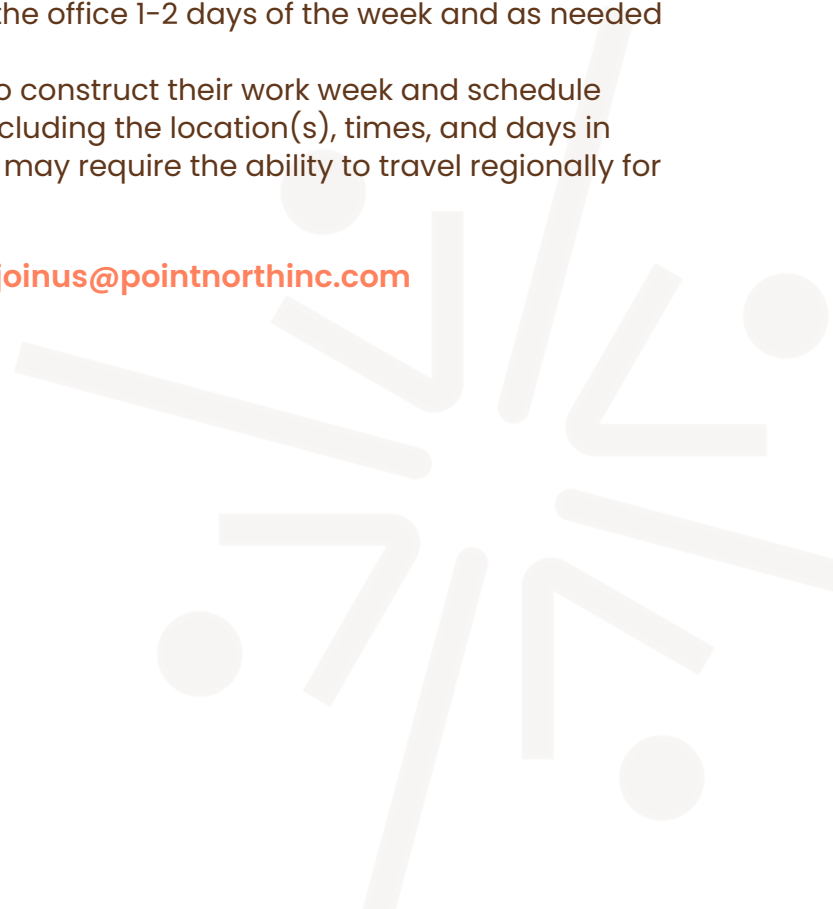 the office 1-2 days of the week and as needed
o construct their work week and schedule
cluding the location(s), times, and days in
may require the ability to travel regionally for
joinus@pointnorthinc.com